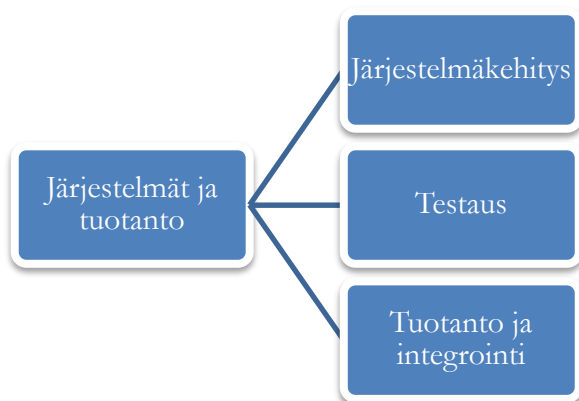 Järjestelmäkehitys
Järjestelmät ja
tuotanto
Testaus
Tuotanto ja
integrointi